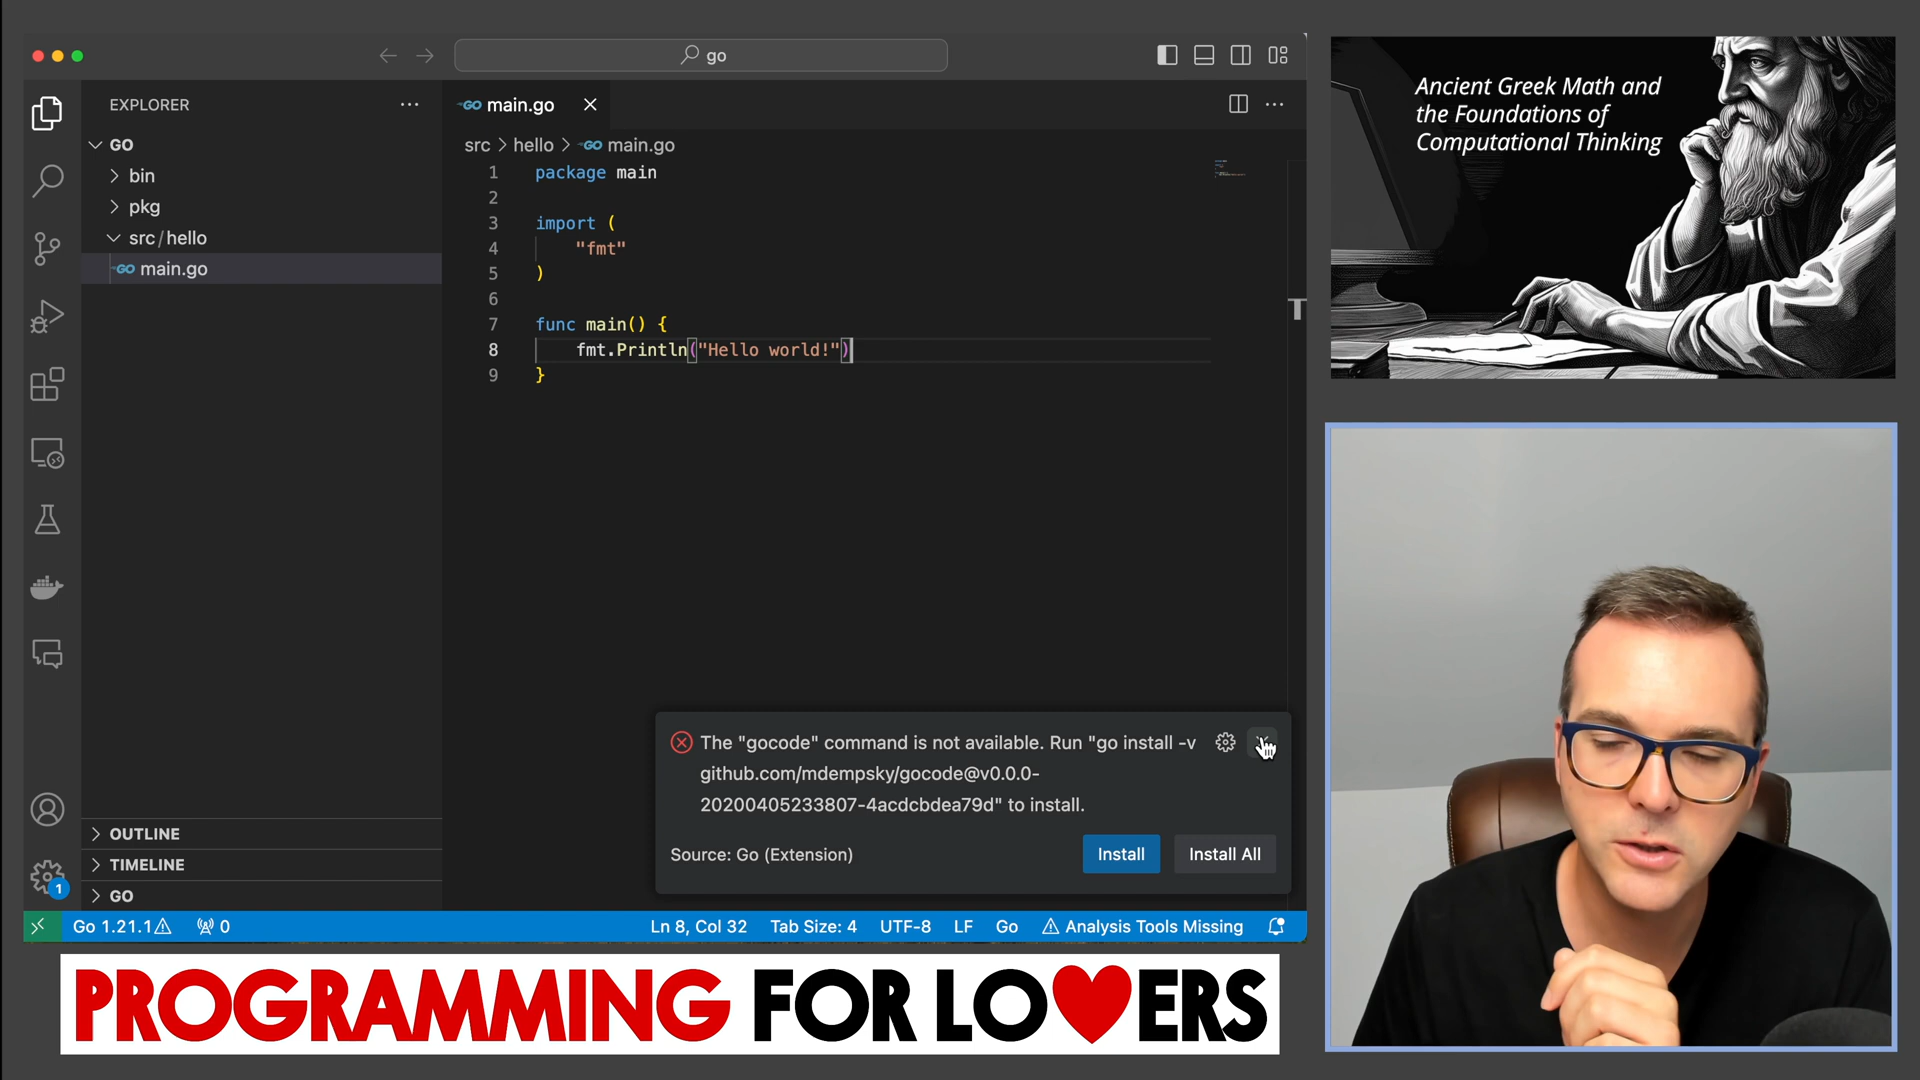 go
EXPLORER
main.go
GO
bin
pkg
src/hello
main.go
OUTLINE
TIMELINE
GO
src > hello > GO main.go
1 package main
2
3 import (
4 "fmt"
5 )
6
7 func main() {
8 fmt.Println("Hello world!")
9 }
T
The "gocode" command is not available. Run "go install -v
github.com/mdempsky/gocode@v0.0.0-
20200405233807-4acdcbdea79d" to install.
Source: Go (Extension)
Install
Install All
1
Go 1.21.1
0
Ln 8, Col 32
Tab Size: 4
UTF-8
LF
Go
Analysis Tools Missing
Ancient Greek Math and
the Foundations of
Computational Thinking
PROGRAMMING FOR LO♥ERS